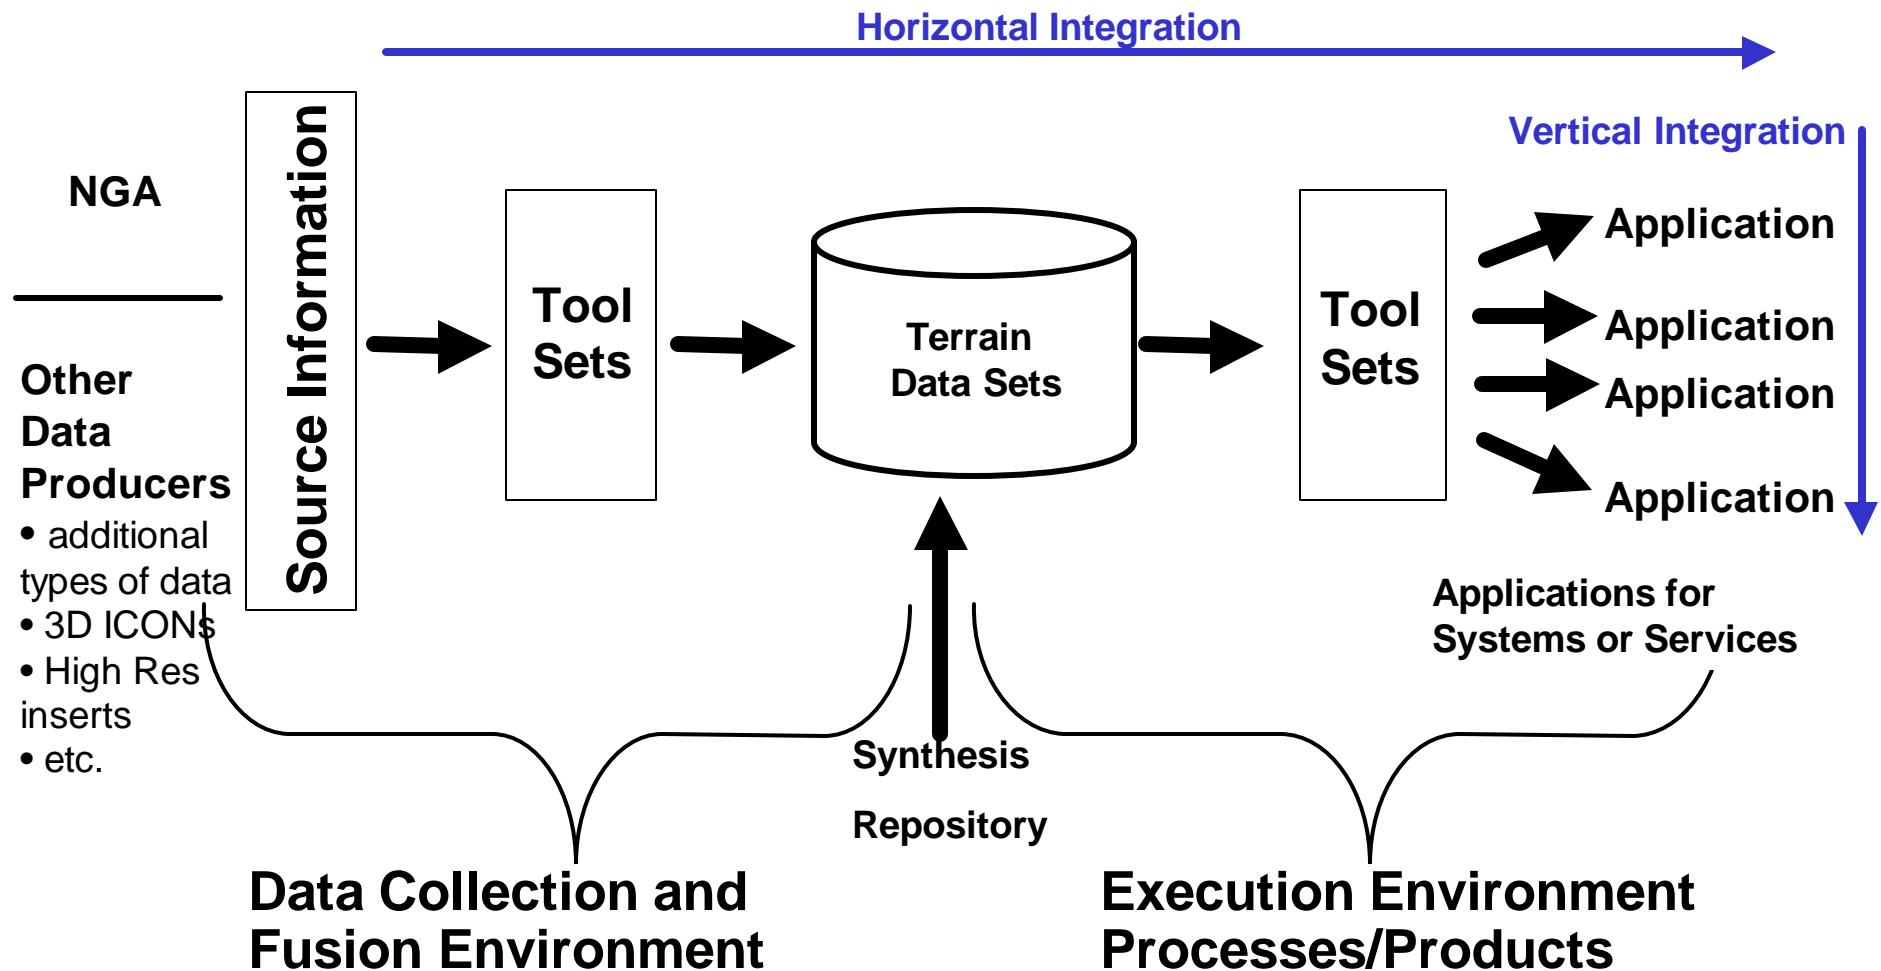 Horizontal Integration
Vertical Integration
NGA
Other
Data
Producers
• additional
types of data
• 3D ICONs
• High Res
inserts
• etc.
Source Information
Tool
Sets
Terrain
Data Sets
Tool
Sets
Application
Application
Application
Application
Applications for
Systems or Services
Synthesis
Repository
Data Collection and
Fusion Environment
Execution Environment
Processes/Products